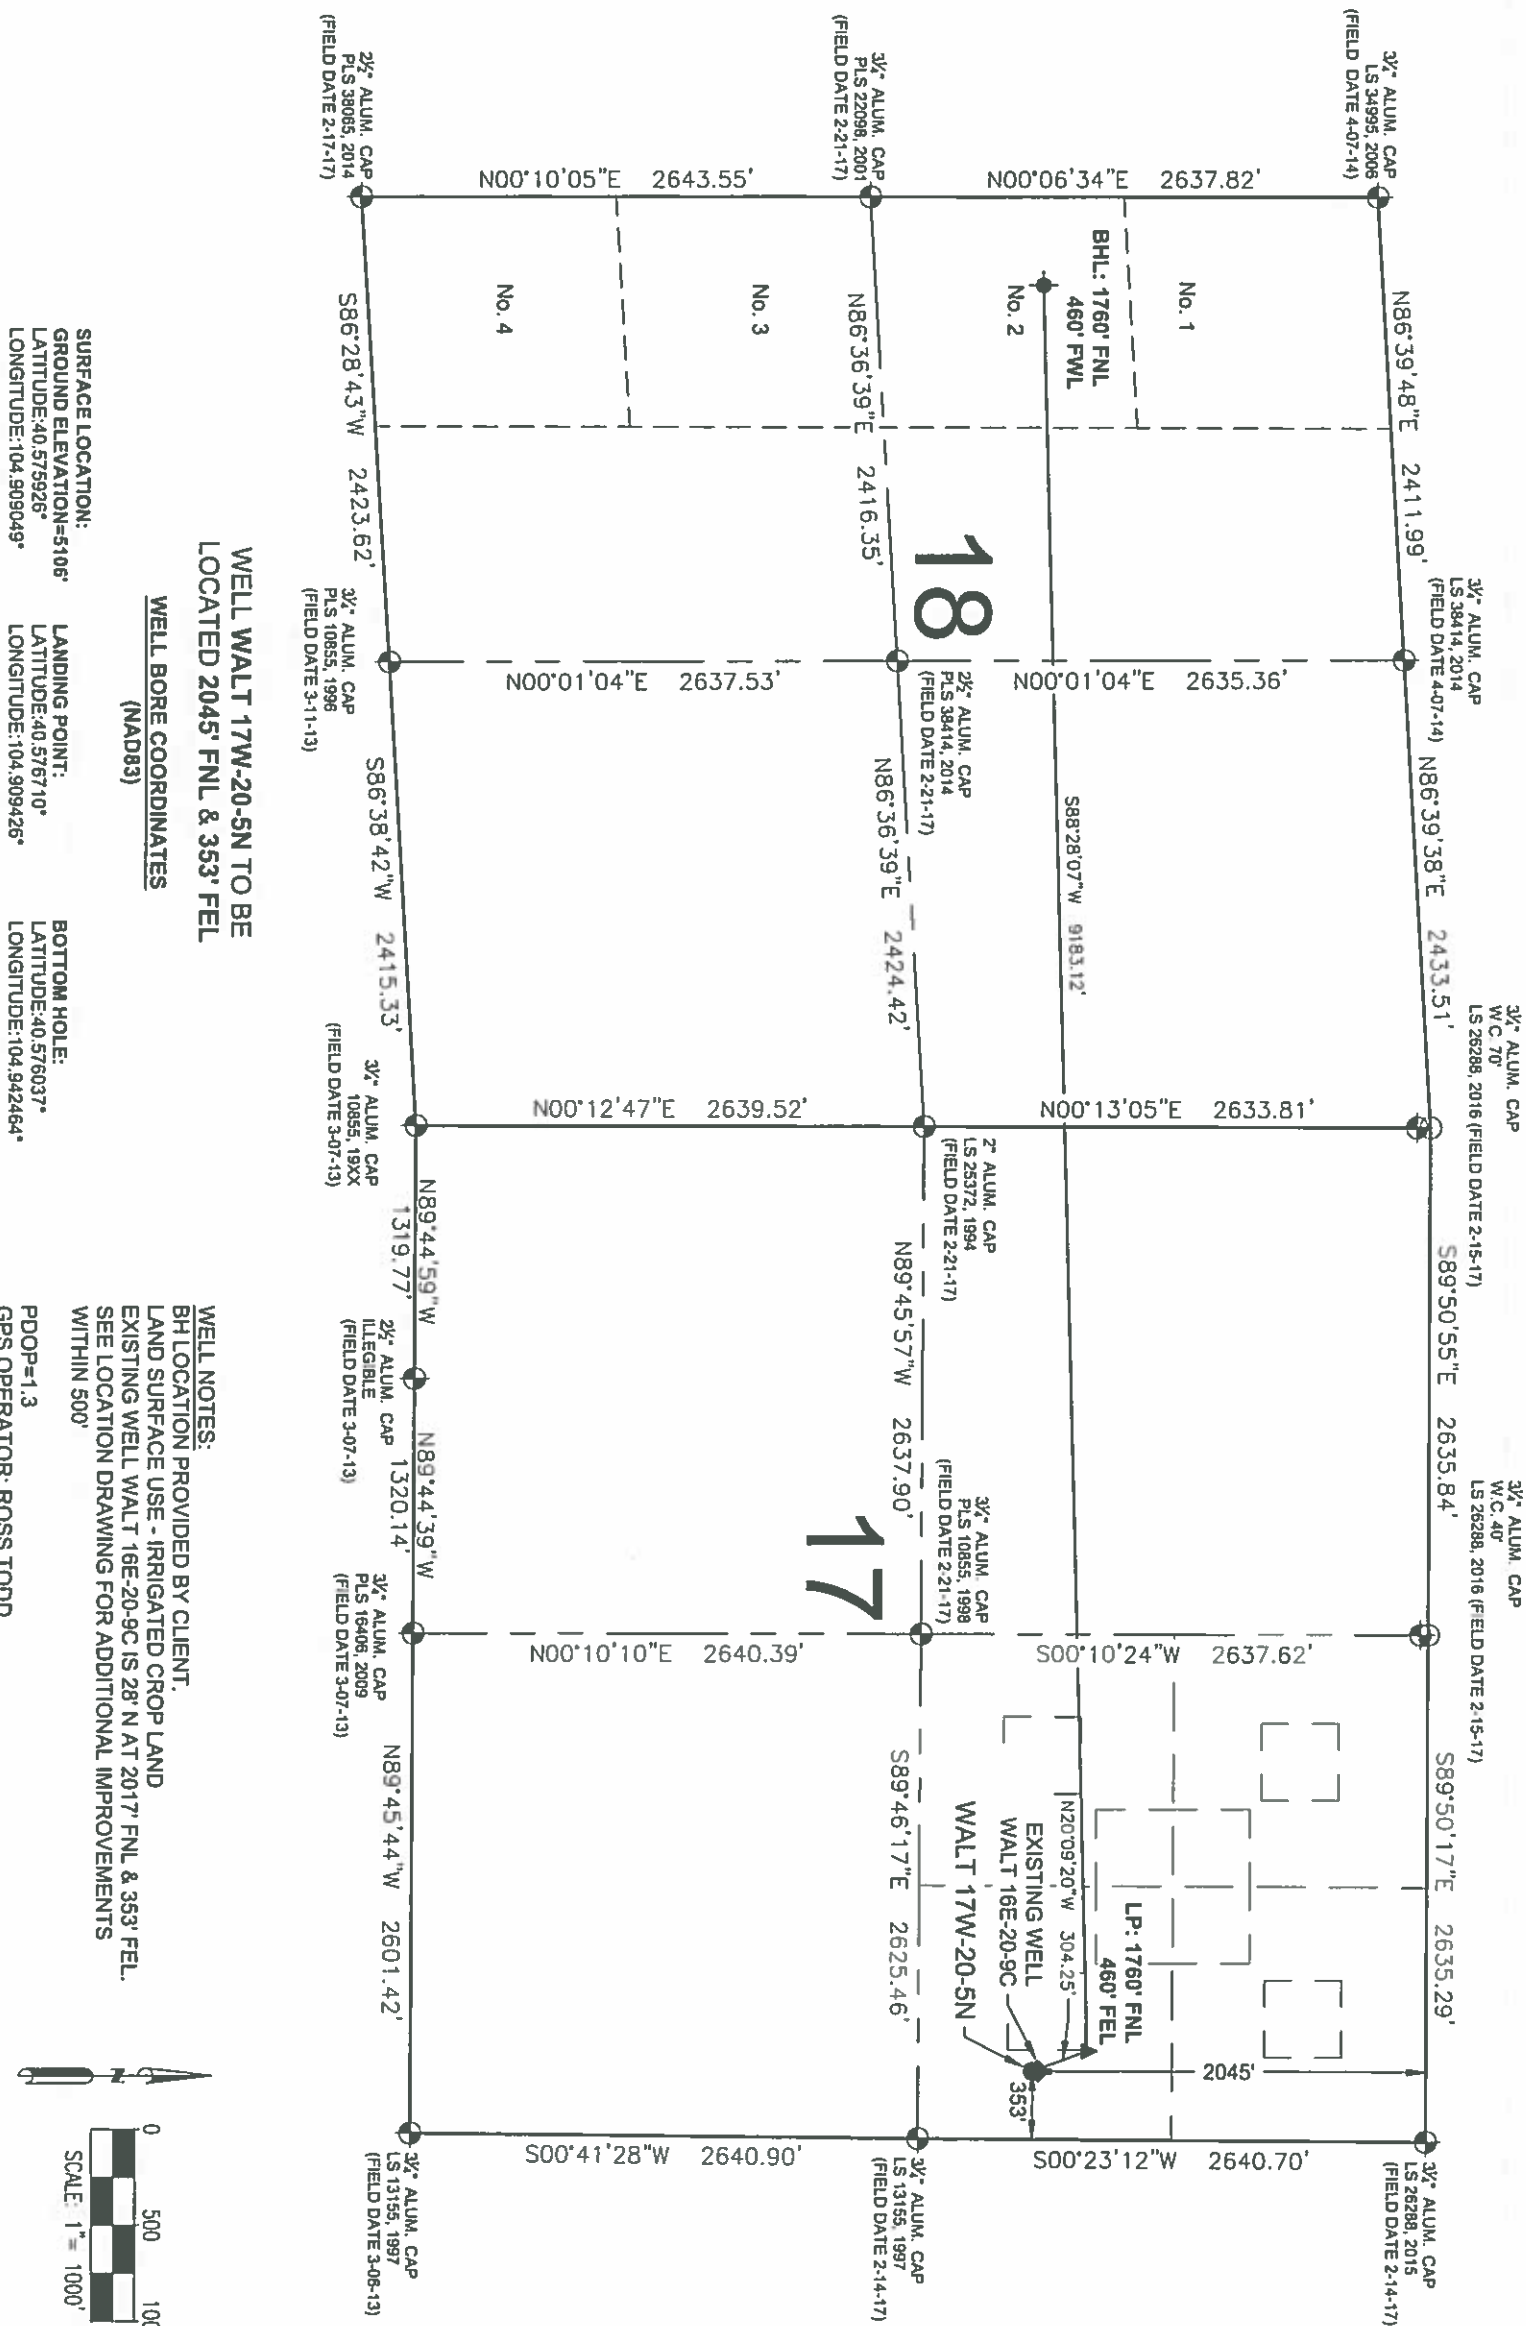 3¼" ALUM. CAP
LS 34995, 2006
(FIELD DATE 4-07-14)
N86°39'48"E 2411.99'
3¼" ALUM. CAP
LS 38414, 2014
(FIELD DATE 4-07-14)
N86°39'38"E 2433.51'
3¼" ALUM. CAP
W.C. 70'
LS 26288, 2016 (FIELD DATE 2-15-17)
S89°50'55"E 2635.84'
3¼" ALUM. CAP
W.C. 40'
LS 26288, 2016 (FIELD DATE 2-15-17)
S89°50'17"E 2635.29'
3¼" ALUM. CAP
LS 26288, 2015
(FIELD DATE 2-14-17)
N00°06'34"E 2637.82'
No. 1
BHL: 1760' FNL
460' FWL
No. 2
N00°01'04"E 2635.36'
S88°28'07"W 9183.12'
N00°13'05"E 2633.81'
S00°10'24"W 2637.62'
LP: 1760' FNL
460' FEL
N20°09'20"W 304.25'
EXISTING WELL
WALT 16E-20-9C
WALT 17W-20-5N
2045'
353'
S00°23'12"W 2640.70'
3¼" ALUM. CAP
PLS 22098, 2001
(FIELD DATE 2-21-17)
N86°36'39"E 2416.35'
18
2½" ALUM. CAP
PLS 38414, 2014
(FIELD DATE 2-21-17)
N86°36'39"E 2424.42'
2" ALUM. CAP
LS 25372, 1994
(FIELD DATE 2-21-17)
N89°45'57"W 2637.90'
3¼" ALUM. CAP
PLS 10855, 1998
(FIELD DATE 2-21-17)
17
S89°46'17"E 2625.46'
3¼" ALUM. CAP
LS 13155, 1997
(FIELD DATE 2-14-17)
N00°10'05"E 2643.55'
No. 3
No. 4
N00°01'04"E 2637.53'
N00°12'47"E 2639.52'
N00°10'10"E 2640.39'
S00°41'28"W 2640.90'
2½" ALUM. CAP
PLS 38065, 2014
(FIELD DATE 2-17-17)
S86°28'43"W 2423.62'
3¼" ALUM. CAP
PLS 10855, 1996
(FIELD DATE 3-11-13)
S86°38'42"W 2415.33'
3¼" ALUM. CAP
10855, 19XX
(FIELD DATE 3-07-13)
N89°44'59"W
1319.77'
2½" ALUM. CAP
ILLEGIBLE
(FIELD DATE 3-07-13)
N89°44'39"W
1320.14'
3¼" ALUM. CAP
PLS 16406, 2009
(FIELD DATE 3-07-13)
N89°45'44"W 2601.42'
3¼" ALUM. CAP
LS 13155, 1997
(FIELD DATE 3-06-13)
WELL WALT 17W-20-5N TO BE
LOCATED 2045' FNL & 353' FEL
WELL BORE COORDINATES
(NAD83)
SURFACE LOCATION:
GROUND ELEVATION=5106'
LATITUDE:40.575926°
LONGITUDE:104.909049°
LANDING POINT:
LATITUDE:40.576710°
LONGITUDE:104.909426°
BOTTOM HOLE:
LATITUDE:40.576037°
LONGITUDE:104.942464°
WELL NOTES:
BH LOCATION PROVIDED BY CLIENT.
LAND SURFACE USE - IRRIGATED CROP LAND
EXISTING WELL WALT 16E-20-9C IS 28' N AT 2017' FNL & 353' FEL.
SEE LOCATION DRAWING FOR ADDITIONAL IMPROVEMENTS
WITHIN 500'
PDOP=1.3
GPS OPERATOR: ROSS TODD
N
0 500
SCALE: 1" = 1000'